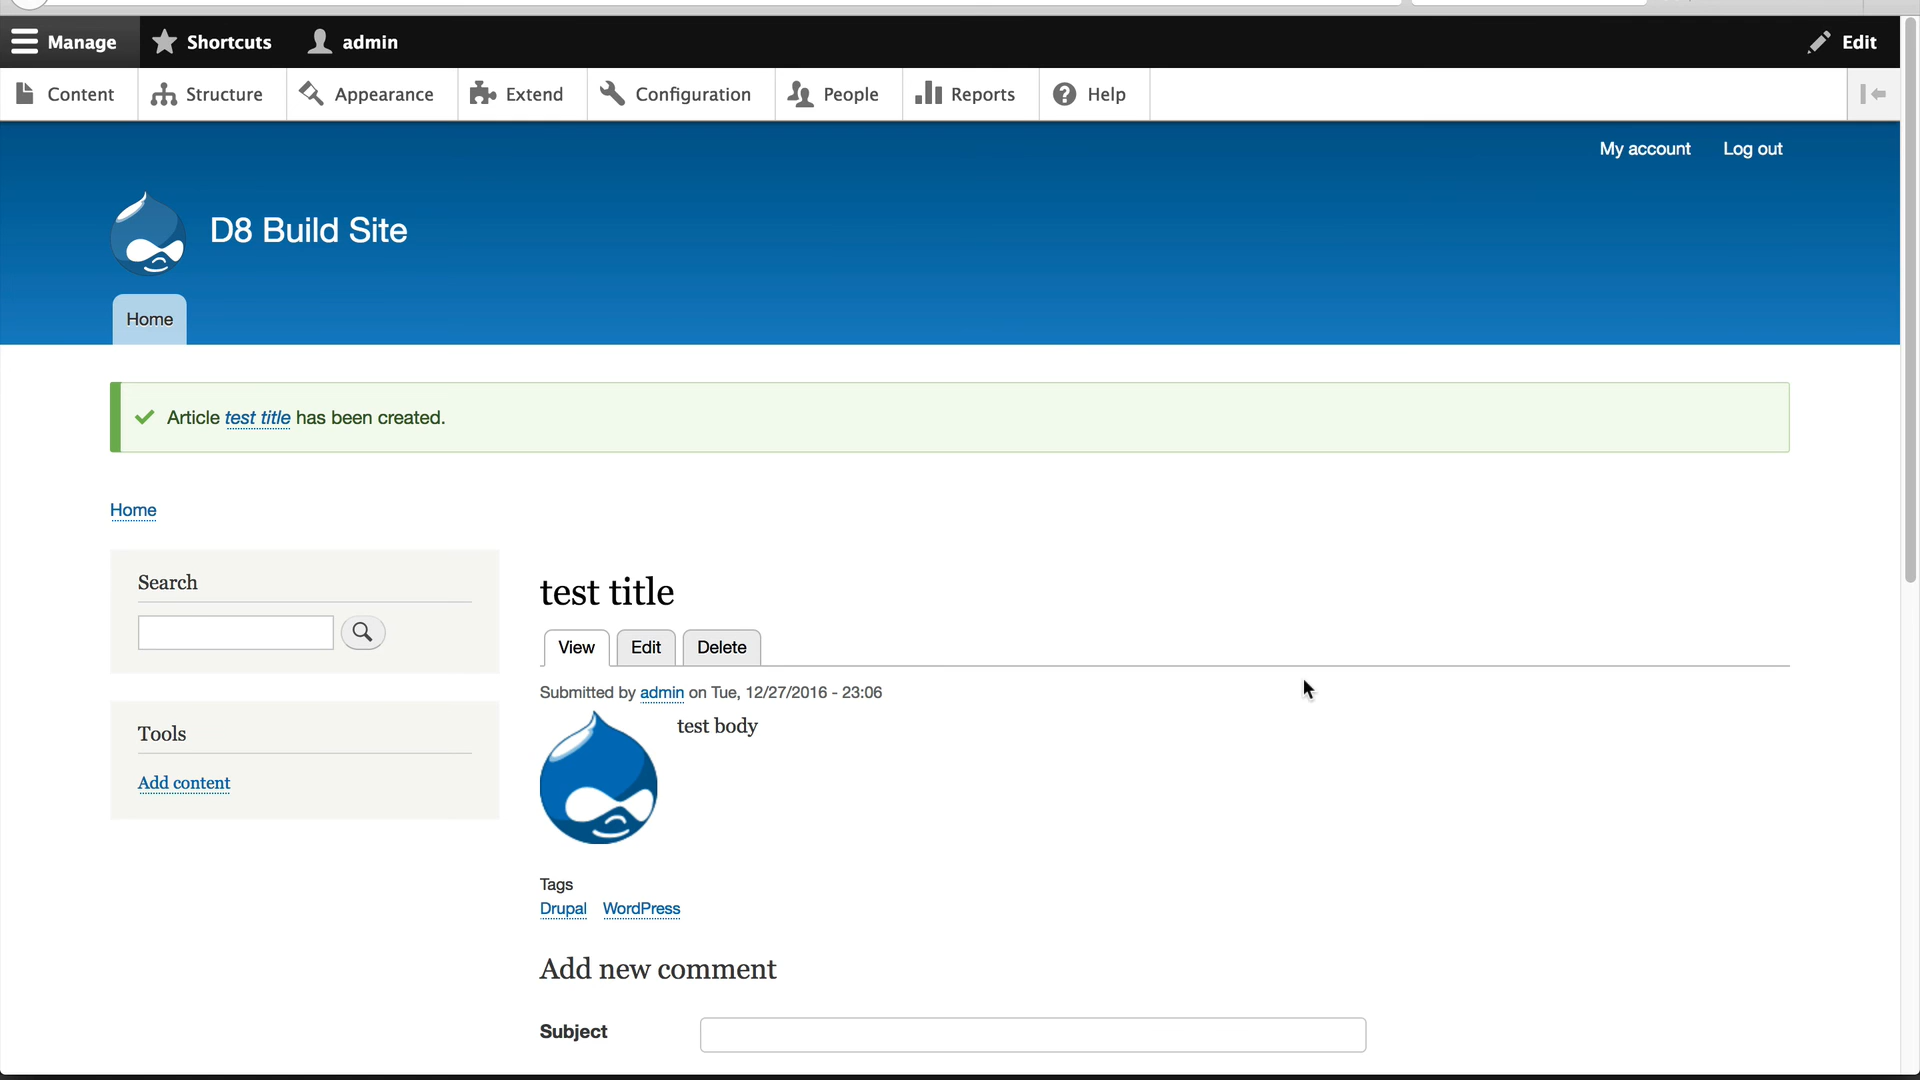 Manage Shortcuts admin Edit
Content Structure Appearance Extend Configuration People Reports Help
My account Log out
D8 Build Site
Home
Article test title has been created.
Home
Search
test title
View Edit Delete
Submitted by admin on Tue, 12/27/2016 - 23:06
test body
Tools
Add content
Tags
Drupal WordPress
Add new comment
Subject